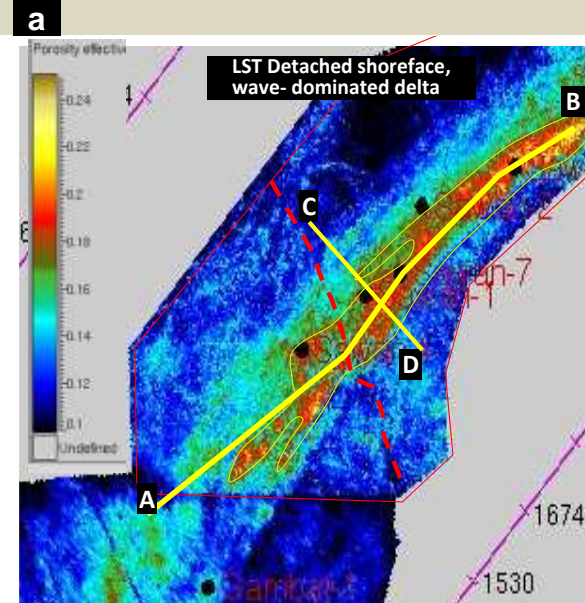 a
Porosity effectiv
0.24
0.22
0.2
0.18
0.16
0.14
0.12
0.1
Undefined
LST Detached shoreface,
wave- dominated delta
B
C
D
A
1674
1530